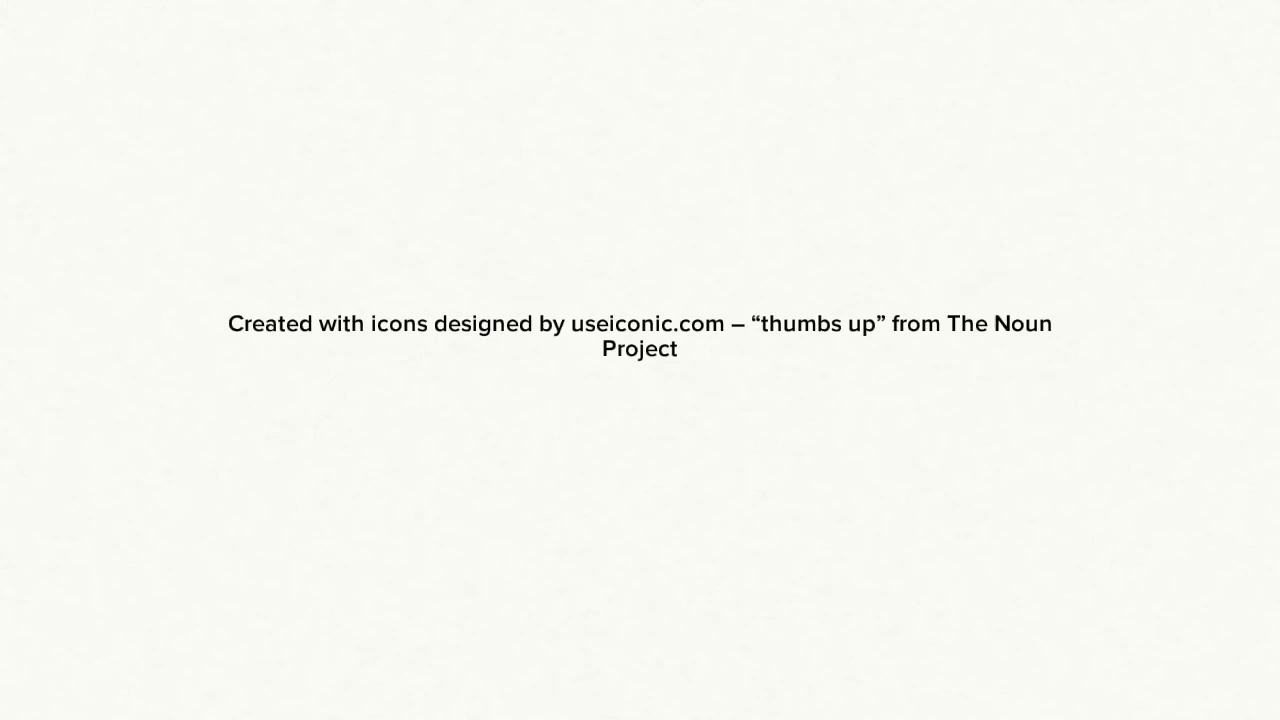 Created with icons designed by useiconic.com – “thumbs up” from The Noun
Project